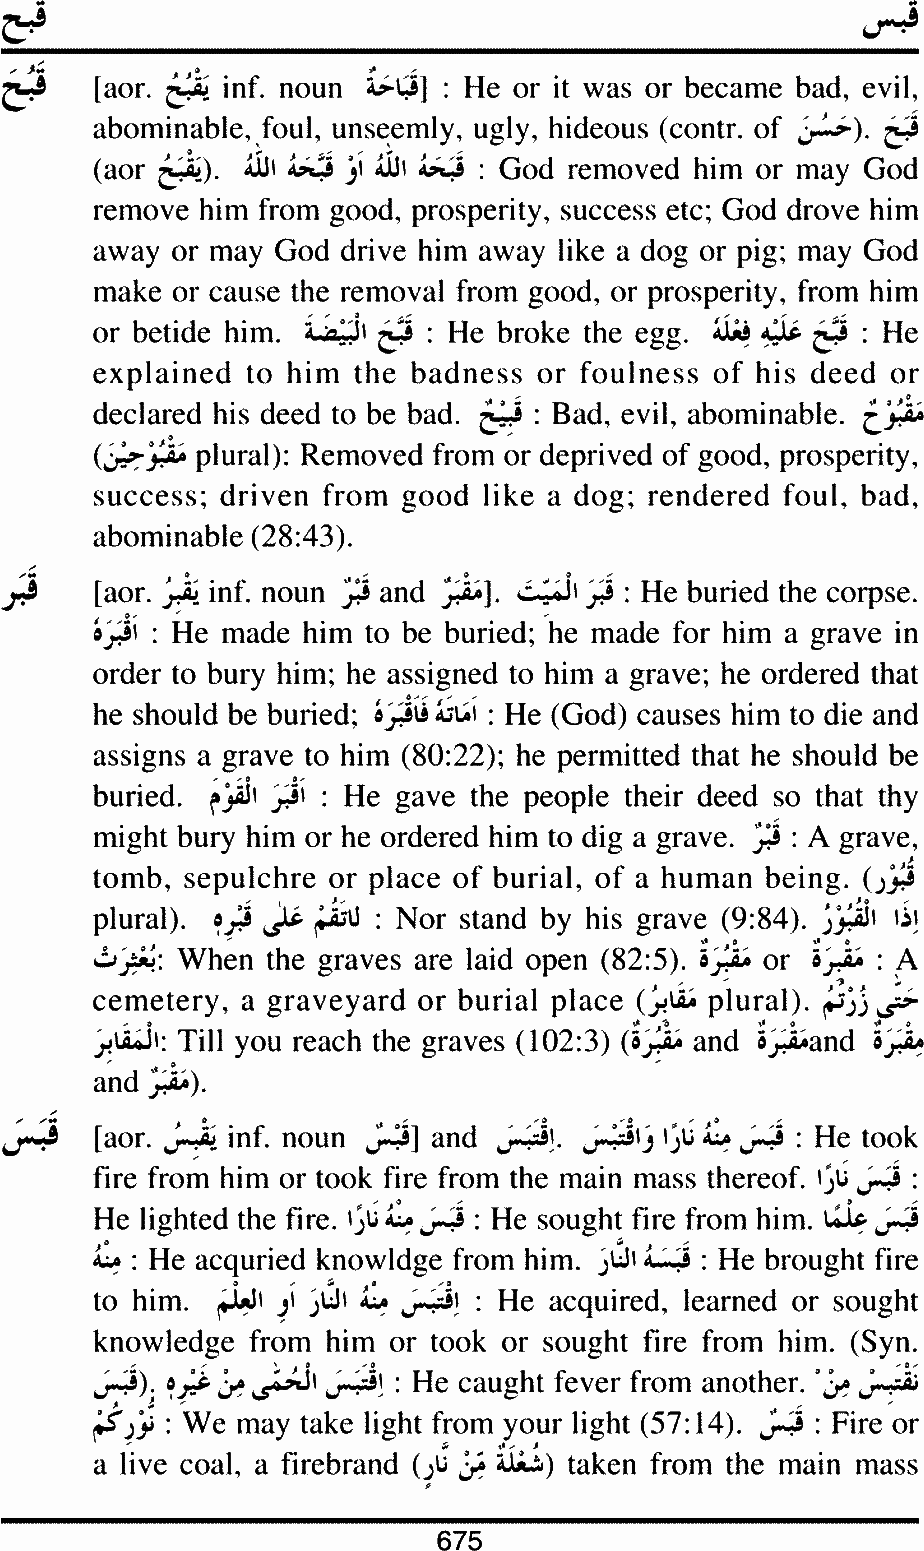 قبح قبس
قَبُحَ [aor. يَقْبُحُ inf. noun قَبَاحَةٌ] : He or it was or became bad, evil,
abominable, foul, unseemly, ugly, hideous (contr. of حَسُنَ). قَبَحَ
(aor يَقْبَحُ). قَبَحَهُ اللّٰهُ اَوْ قَبَّحَهُ اللّٰهُ : God removed him or may God
remove him from good, prosperity, success etc; God drove him
away or may God drive him away like a dog or pig; may God
make or cause the removal from good, or prosperity, from him
or betide him. قَبَّحَ الْبَيْضَةَ : He broke the egg. قَبَّحَ عَلَيْهِ فِعْلَهُ : He
explained to him the badness or foulness of his deed or
declared his deed to be bad. قَبِيْحٌ : Bad, evil, abominable. مَقْبُوْحٌ
(مَقْبُوْحِيْنَ plural): Removed from or deprived of good, prosperity,
success; driven from good like a dog; rendered foul, bad,
abominable (28:43).
قَبَرَ [aor. يَقْبِرُ inf. noun قَبْرٌ and مَقْبَرٌ]. قَبَرَ الْمَيِّتَ : He buried the corpse.
اَقْبَرَهُ : He made him to be buried; he made for him a grave in
order to bury him; he assigned to him a grave; he ordered that
he should be buried; اَمَاتَهُ فَاَقْبَرَهُ : He (God) causes him to die and
assigns a grave to him (80:22); he permitted that he should be
buried. اَقْبَرَ الْقَوْمَ : He gave the people their deed so that thy
might bury him or he ordered him to dig a grave. قَبْرٌ : A grave,
tomb, sepulchre or place of burial, of a human being. (قُبُوْر
plural). لَاتَقُمْ عَلٰى قَبْرِهِ : Nor stand by his grave (9:84). اِذَا الْقُبُوْرُ
بُعْثِرَتْ: When the graves are laid open (82:5). مَقْبَرَةٌ or مَقْبِرَةٌ : A
cemetery, a graveyard or burial place (مَقَابِرُ plural). حَتّٰى زُرْتُمُ
الْمَقَابِرَ: Till you reach the graves (102:3) (مَقْبُرَةٌ and مَقْبَرَةٌand مِقْبَرَةٌ
and مَقْبَرٌ).
قَبَسَ [aor. يَقْبِسُ inf. noun قَبْسٌ] and اِقْتَبَسَ. قَبَسَ مِنْهُ نَارًا وَاقْتَبَسَ : He took
fire from him or took fire from the main mass thereof. قَبَسَ نَارًا :
He lighted the fire. قَبَسَ مِنْهُ نَارًا : He sought fire from him. قَبَسَ عِلْمًا
مِنْهُ : He acquried knowldge from him. قَبَسَهُ النَّارَ : He brought fire
to him. اِقْتَبَسَ مِنْهُ النَّارَ اَوِ الْعِلْمَ : He acquired, learned or sought
knowledge from him or took or sought fire from him. (Syn.
قَبَسَ). اِقْتَبَسَ الْحُمّٰى مِنْ غَيْرِهِ : He caught fever from another. نَقْتَبِسْ مِنْ
نُّوْرِكُمْ : We may take light from your light (57:14). قَبَسٌ : Fire or
a live coal, a firebrand (شُعْلَةٌ مِّنْ نَّارٍ) taken from the main mass
675